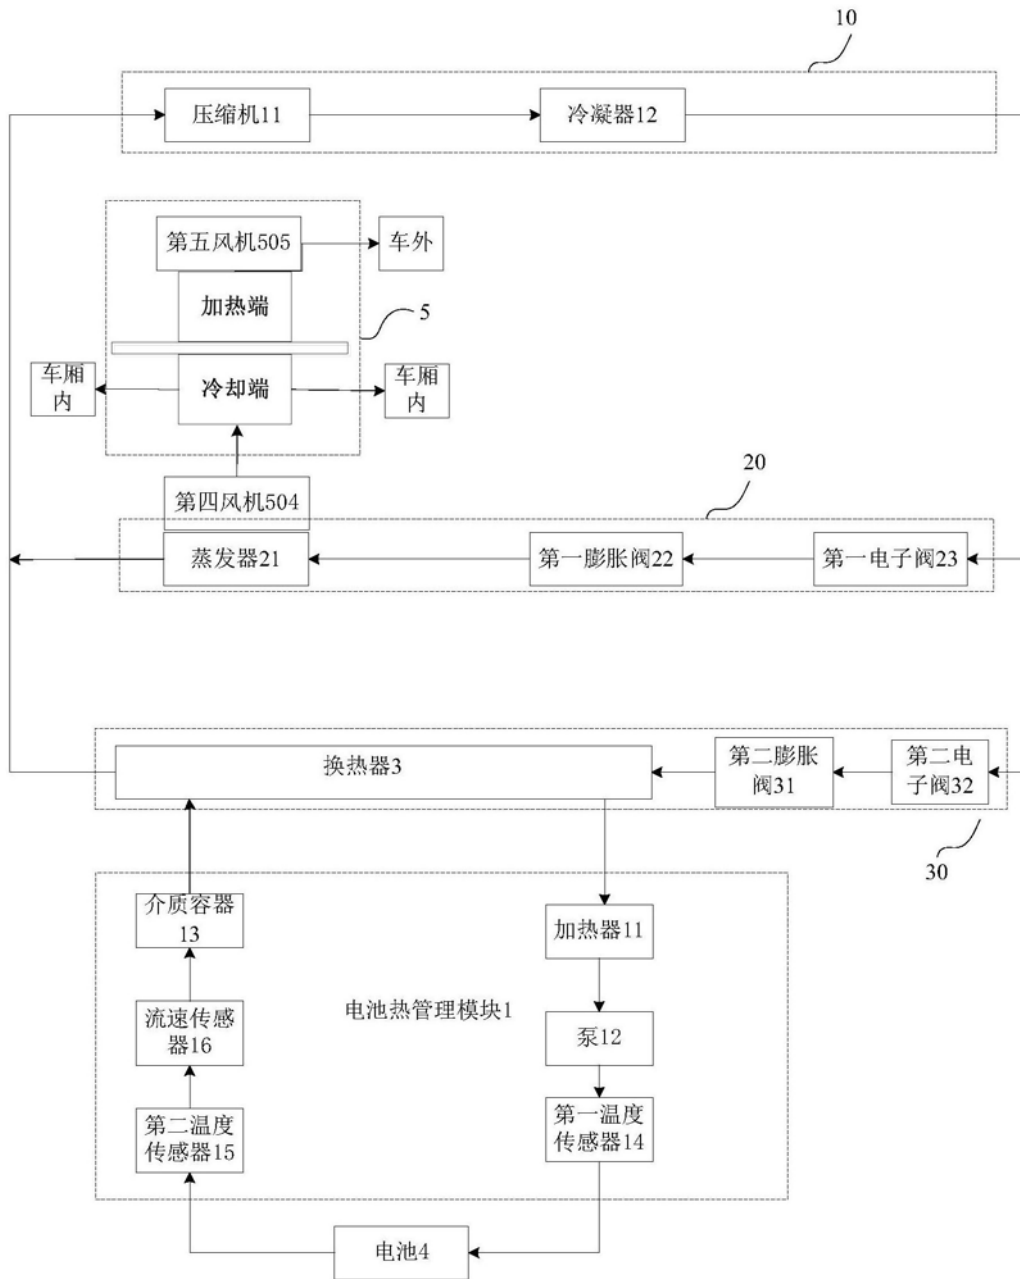 10
压缩机11
冷凝器12
第五风机505
车外
加热端
5
车厢
内
冷却端
车厢
内
20
第四风机504
蒸发器21
第一膨胀阀22
第一电子阀23
换热器3
第二膨胀
阀31
第二电
子阀32
30
介质容器
13
加热器11
电池热管理模块1
流速传感
器16
泵12
第二温度
传感器15
第一温度
传感器14
电池4